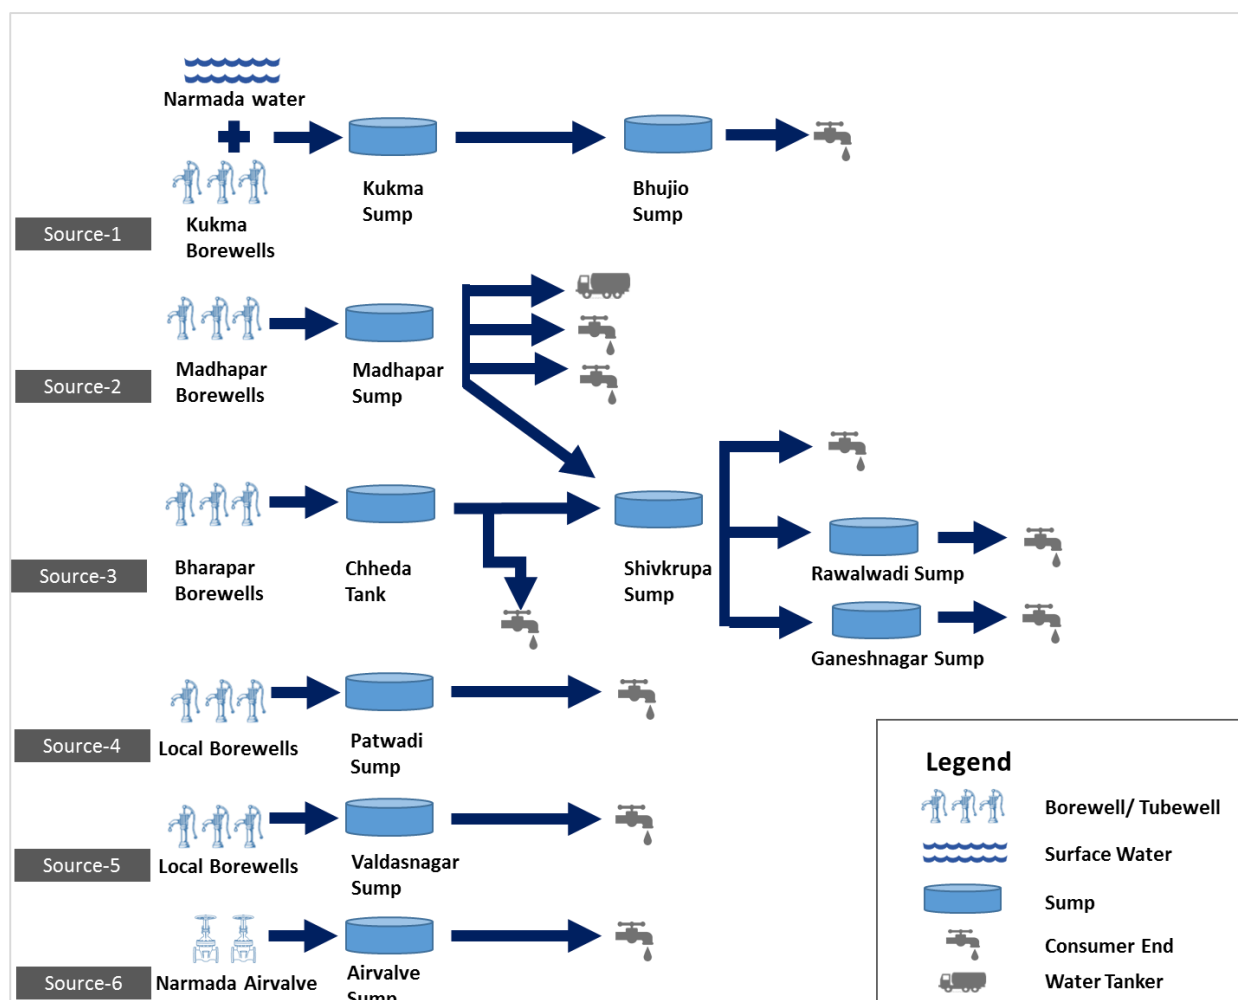 Narmada water
Kukma
Sump
Bhujio
Sump
Source-1
Kukma
Borewells
Source-2
Madhapar
Borewells
Madhapar
Sump
Source-3
Bharapar
Borewells
Chheda
Tank
Shivkrupa
Sump
Rawalwadi Sump
Ganeshnagar Sump
Source-4
Local Borewells
Patwadi
Sump
Source-5
Local Borewells
Valdasnagar
Sump
Source-6
Narmada Airvalve
Airvalve
Sump
Legend
Borewell/ Tubewell
Surface Water
Sump
Consumer End
Water Tanker